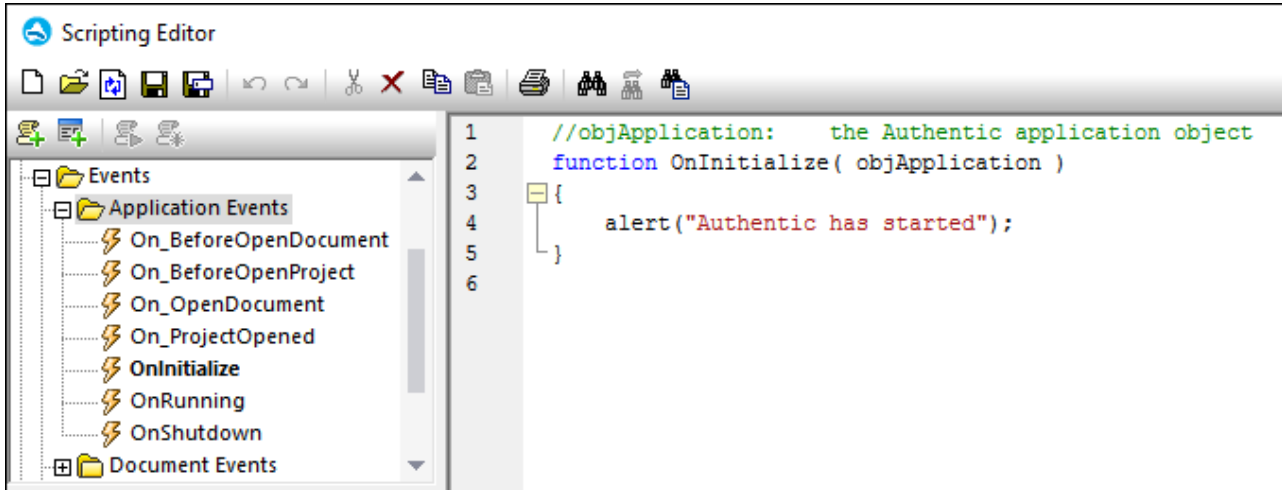 Scripting Editor
Events
Application Events
On_BeforeOpenDocument
On_BeforeOpenProject
On_OpenDocument
On_ProjectOpened
OnInitialize
OnRunning
OnShutdown
Document Events
1 //objApplication: the Authentic application object
2 function OnInitialize( objApplication )
3 {
4 alert("Authentic has started");
5 }
6